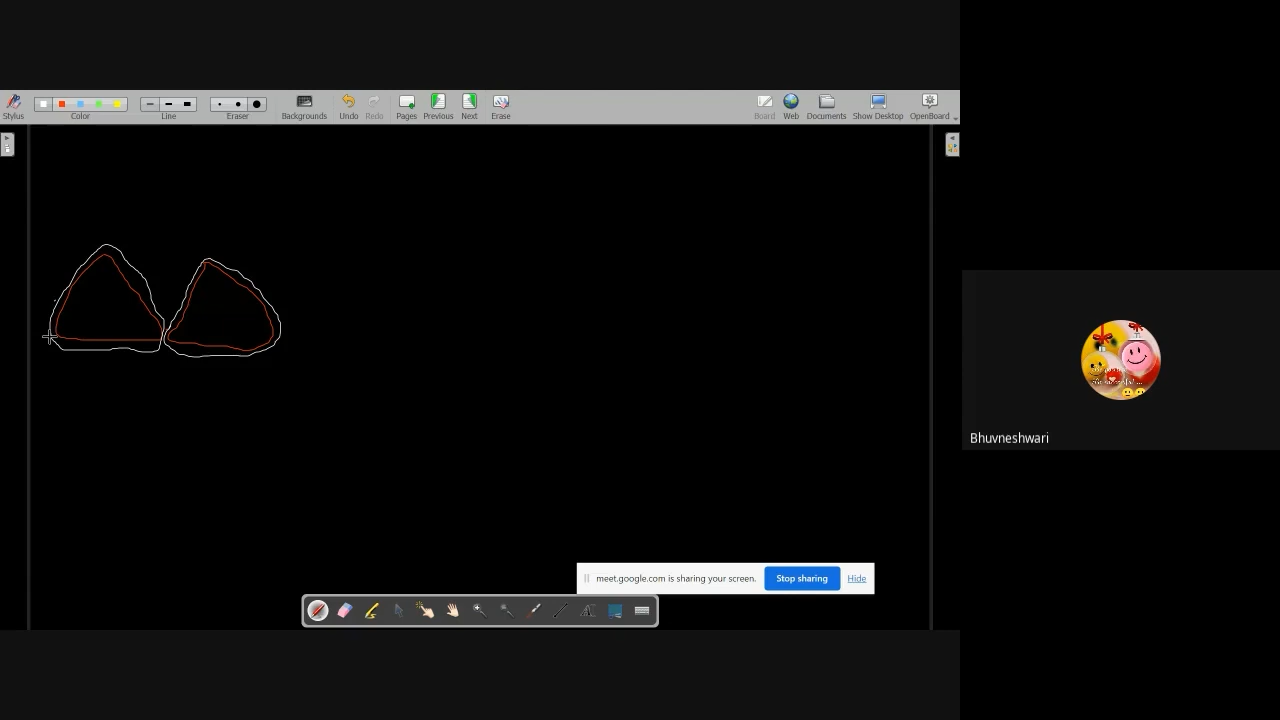 Stylus
Color
Line
Eraser
Backgrounds
Undo
Redo
Pages
Previous
Next
Erase
Board
Web
Documents
Show Desktop
OpenBoard
Bhuvneshwari
meet.google.com is sharing your screen.
Stop sharing
Hide